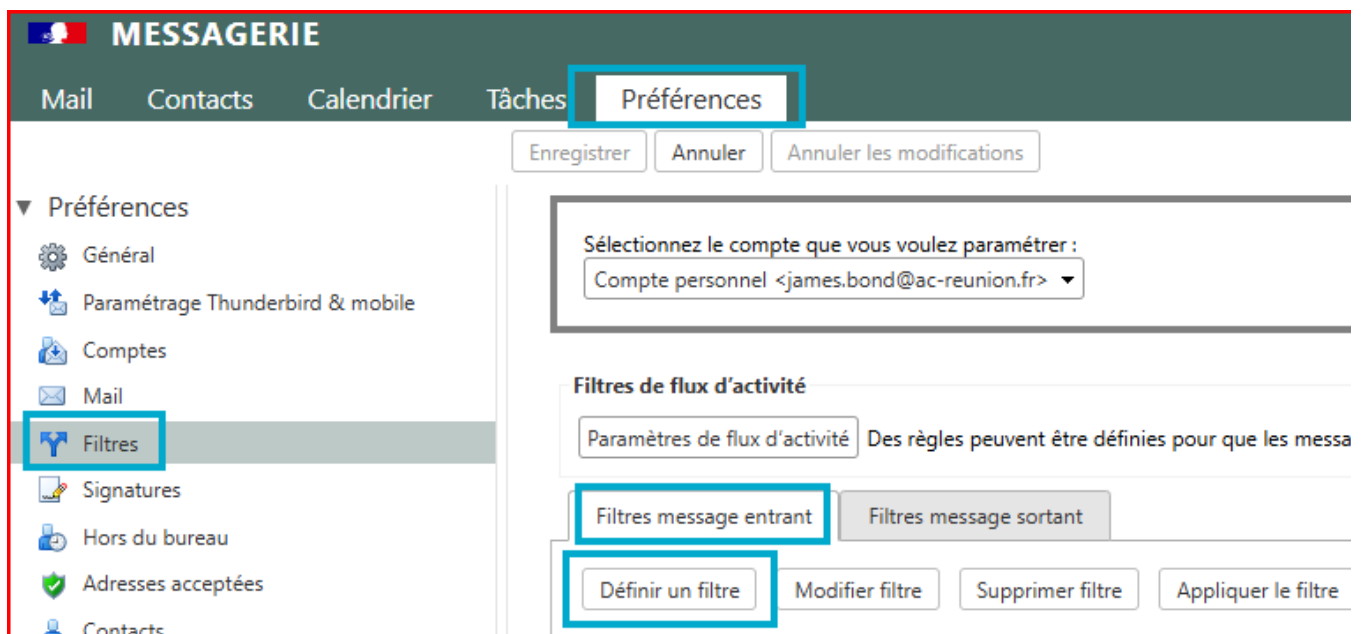 MESSAGERIE
Mail Contacts Calendrier Tâches Préférences
Enregistrer Annuler Annuler les modifications
Préférences
Général
Paramétrage Thunderbird & mobile
Comptes
Mail
Filtres
Signatures
Hors du bureau
Adresses acceptées
Contacts
Sélectionnez le compte que vous voulez paramétrer :
Compte personnel <james.bond@ac-reunion.fr>
Filtres de flux d'activité
Paramètres de flux d'activité Des règles peuvent être définies pour que les messa
Filtres message entrant Filtres message sortant
Définir un filtre Modifier filtre Supprimer filtre Appliquer le filtre